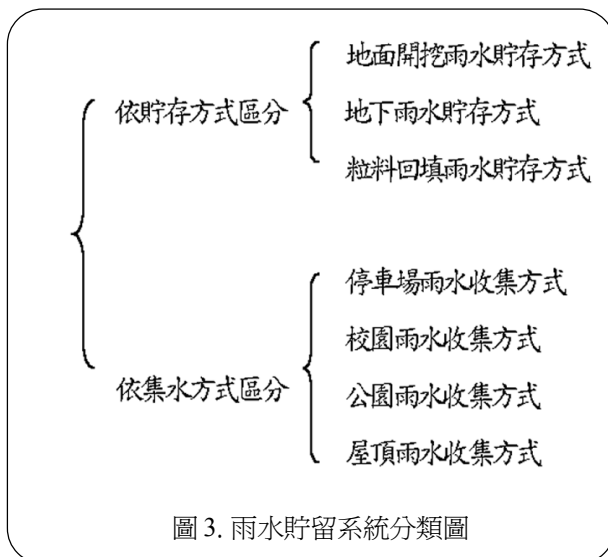 依貯存方式區分
地面開挖雨水貯存方式
地下雨水貯存方式
粒料回填雨水貯存方式
依集水方式區分
停車場雨水收集方式
校園雨水收集方式
公園雨水收集方式
屋頂雨水收集方式
圖 3. 雨水貯留系統分類圖